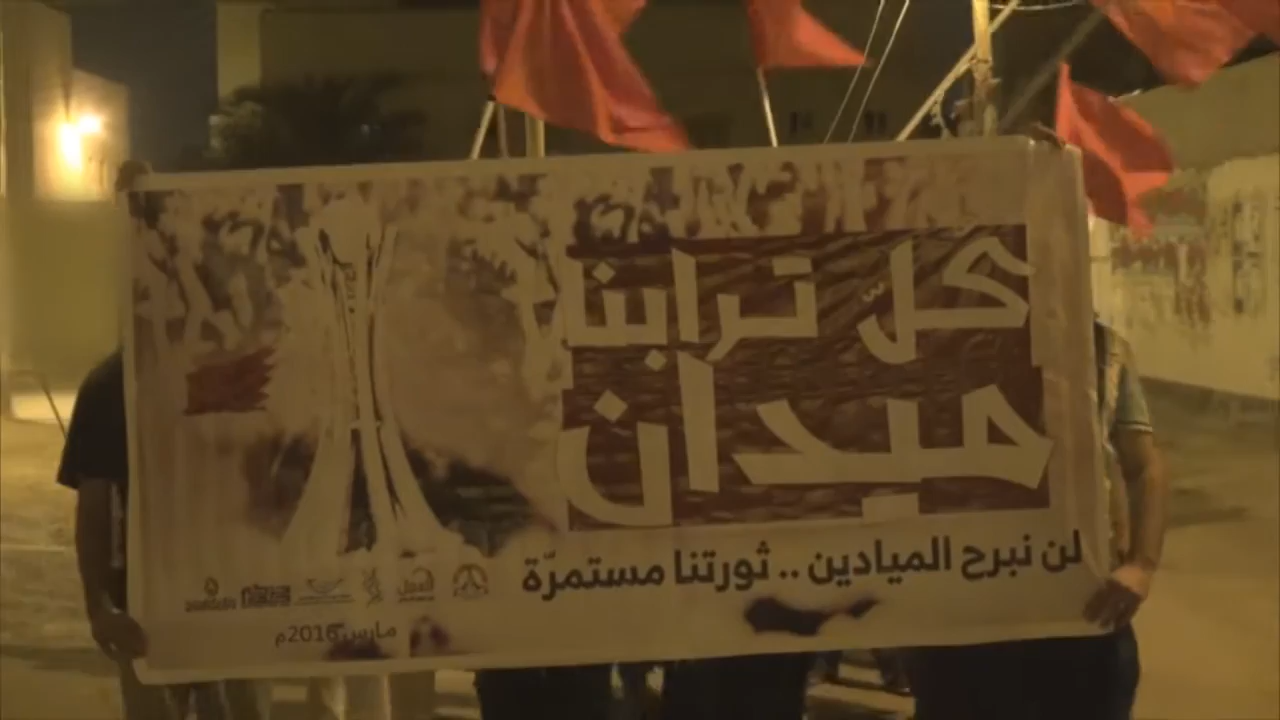 كلّ ترابنا
ميدان
لن نبرح الميادين .. ثورتنا مستمرّة
مارس 2016م